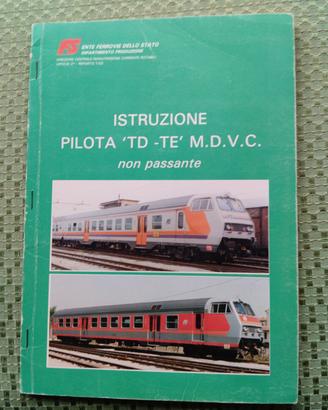 FS ENTE FERROVIE DELLO STATO
DIPARTIMENTO PRODUZIONE
ISTRUZIONE
PILOTA 'TD -TE' M.D.V.C.
non passante